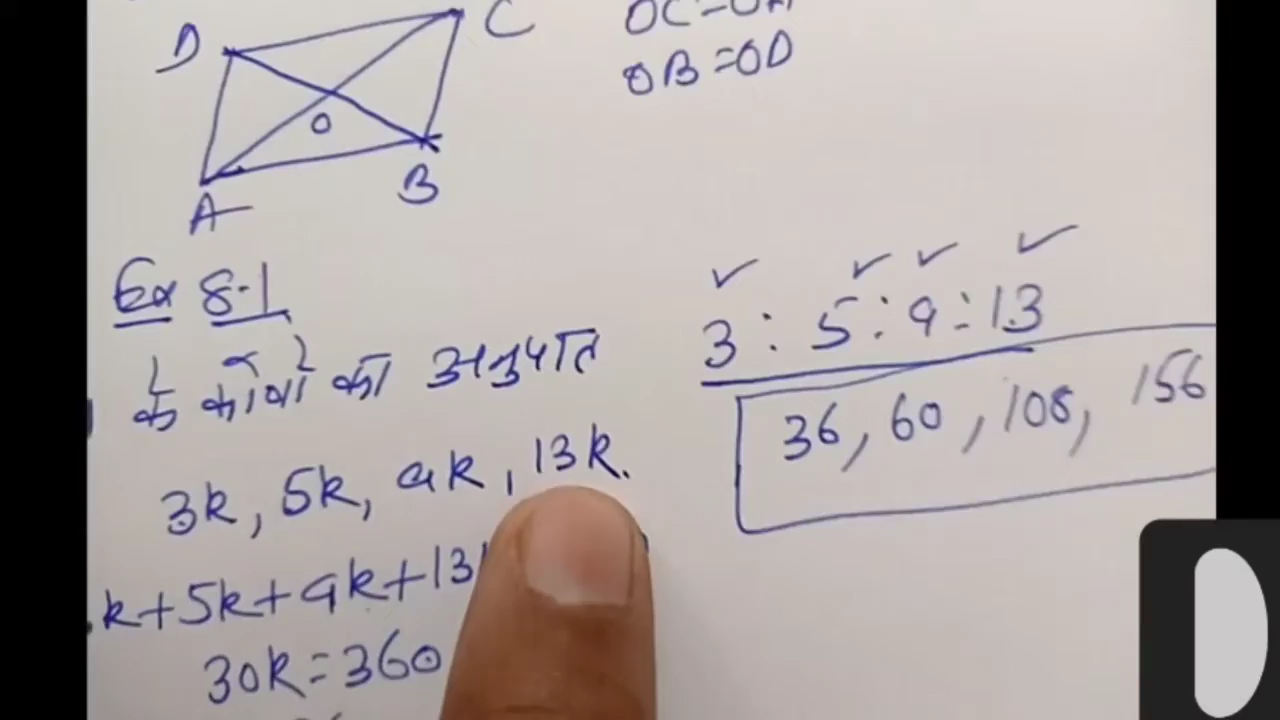 D
C
OB=OD
O
A
B
Ex 8.1
के कोणों का अनुपात
3:5:9:13
36, 60, 108, 156
3k, 5k, 9k, 13k.
k+5k+9k+13
30k=360